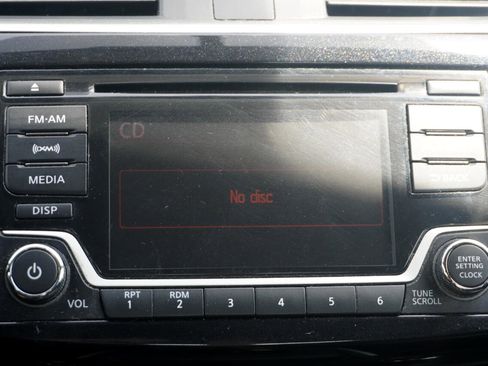 FM·AM
XM
MEDIA
DISP
CD
No disc
BACK
VOL
RPT
1
RDM
2
3
4
5
6
TUNE
SCROLL
ENTER
SETTING
CLOCK